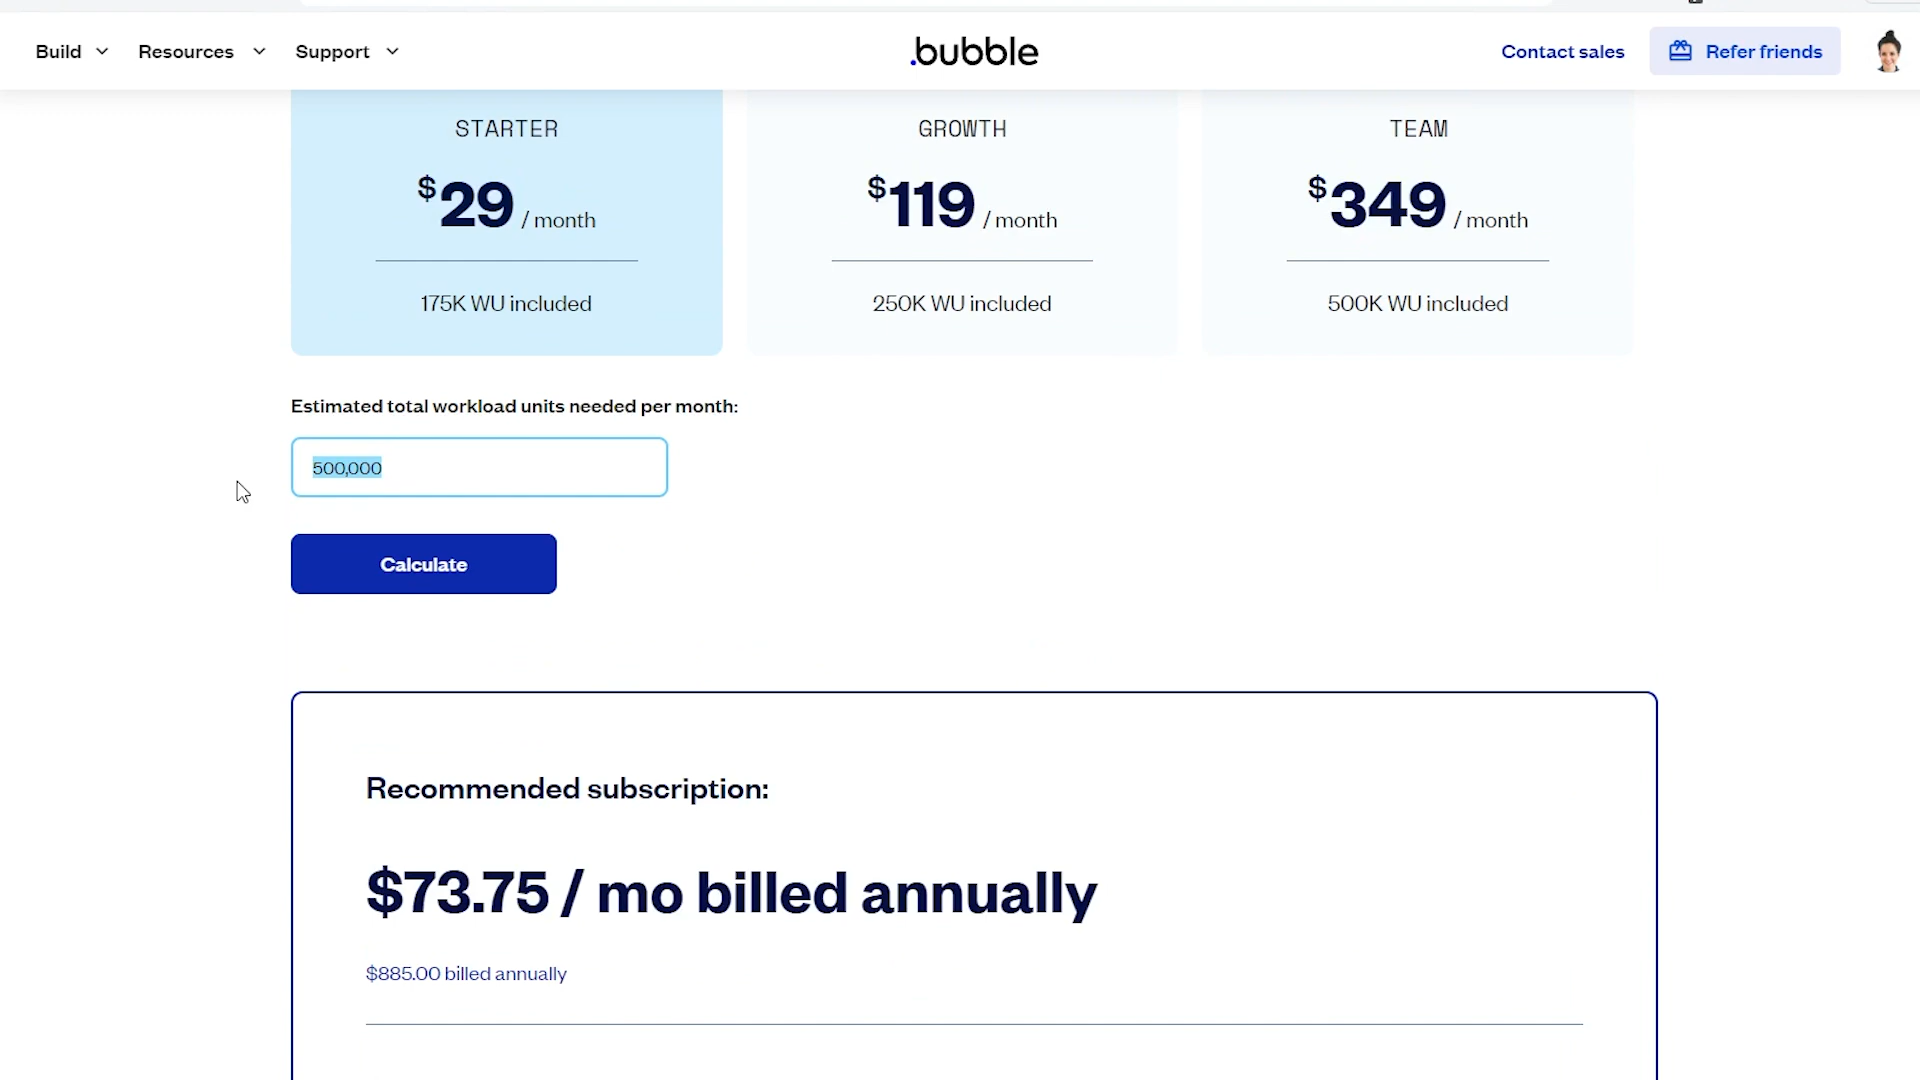 Build Resources Support .bubble Contact sales Refer friends
STARTER GROWTH TEAM
$29 / month $119 / month $349 / month
175K WU included 250K WU included 500K WU included
Estimated total workload units needed per month:
500,000
Calculate
Recommended subscription:
$73.75 / mo billed annually
$885.00 billed annually